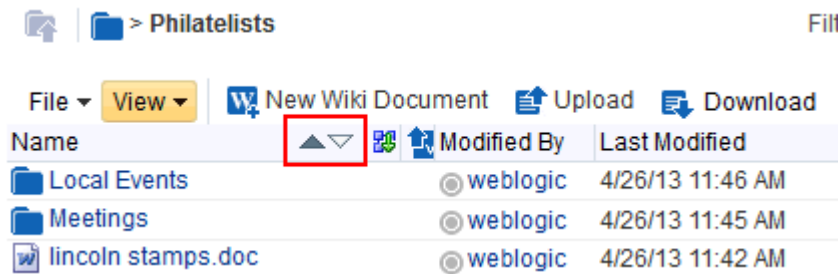 > Philatelists Filt
File View New Wiki Document Upload Download
Name Modified By Last Modified
Local Events weblogic 4/26/13 11:46 AM
Meetings weblogic 4/26/13 11:45 AM
lincoln stamps.doc weblogic 4/26/13 11:42 AM